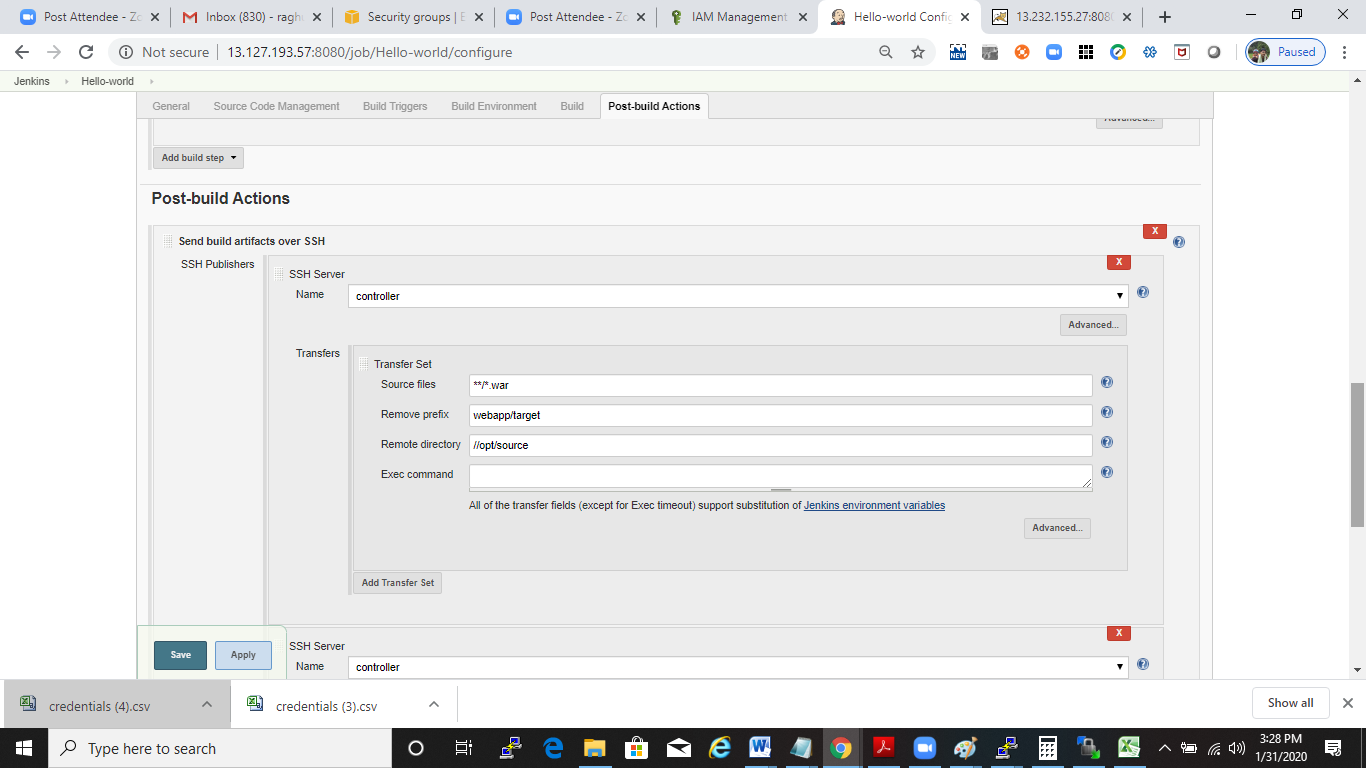 Post Attendee - Zo
Inbox (830) - ragh
Security groups | E
Post Attendee - Zo
IAM Management
Hello-world Config
13.232.155.27:8080
Not secure
13.127.193.57:8080/job/Hello-world/configure
NEW
Paused
Jenkins
Hello-world
General
Source Code Management
Build Triggers
Build Environment
Build
Post-build Actions
Advanced...
Add build step
Post-build Actions
X
Send build artifacts over SSH
SSH Publishers
X
SSH Server
Name
controller
Advanced...
Transfers
Transfer Set
Source files
**/*.war
Remove prefix
webapp/target
Remote directory
//opt/source
Exec command
All of the transfer fields (except for Exec timeout) support substitution of Jenkins environment variables
Advanced...
Add Transfer Set
X
SSH Server
Name
controller
Save
Apply
credentials (4).csv
credentials (3).csv
Show all
Type here to search
3:28 PM
1/31/2020